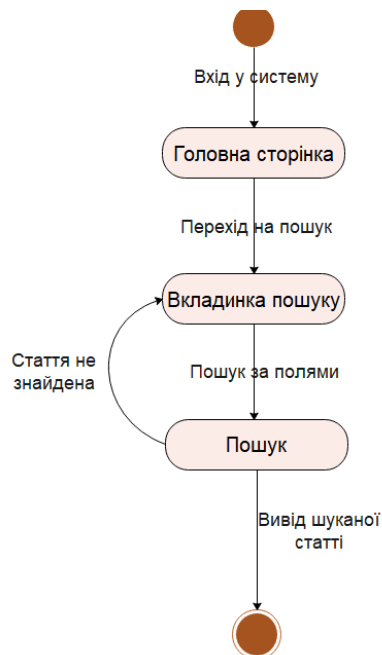 Вхід у систему
Головна сторінка
Перехід на пошук
Вкладинка пошуку
Стаття не
знайдена
Пошук за полями
Пошук
Вивід шуканої
статті